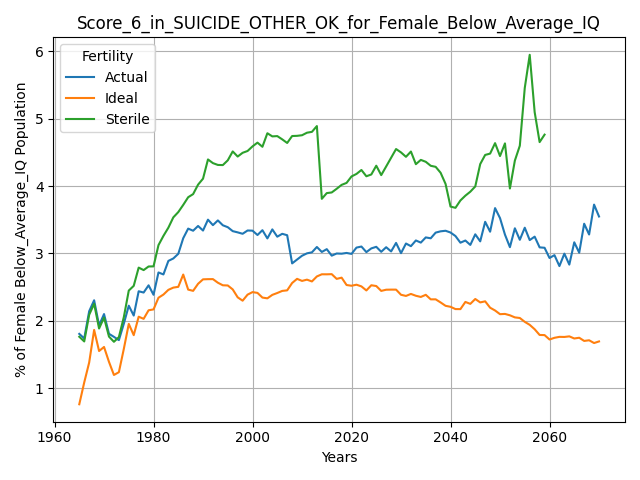 Score_6_in_SUICIDE_OTHER_OK_for_Female_Below_Average_IQ
% of Female Below_Average_IQ Population
6
5
4
3
2
1
Fertility
Actual
Ideal
Sterile
1960 1980 2000 2020 2040 2060
Years